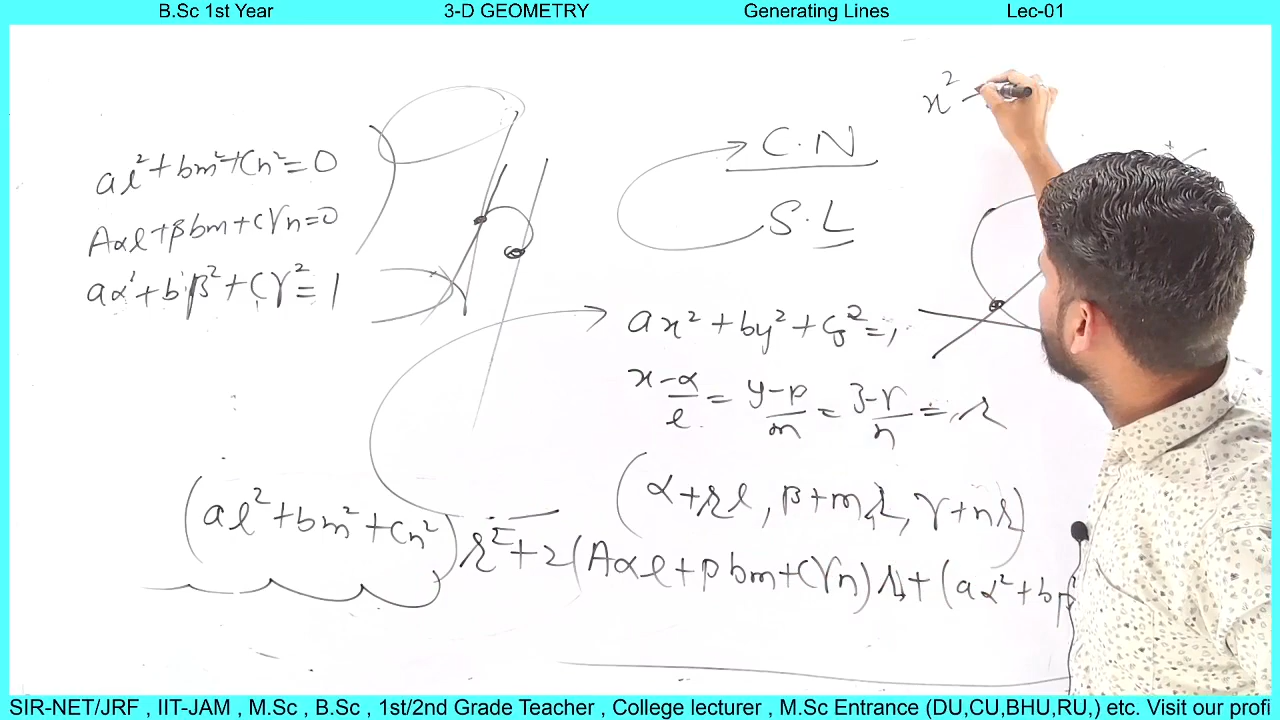 B.Sc 1st Year 3-D GEOMETRY Generating Lines Lec-01
x²
C.N
S.L
al²+bm²+cn²=0
Aαl+βbm+cγn=0
aα²+bβ²+cγ²=1
ax²+by²+cz²=1
x-α/l = y-β/m = z-γ/n = r
(α+rl, β+mr, γ+nr)
(al²+bm²+cn²)r²+2(Aαl+βbm+cγn)r+(aα²+bβ²
SIR-NET/JRF , IIT-JAM , M.Sc , B.Sc , 1st/2nd Grade Teacher , College lecturer , M.Sc Entrance (DU,CU,BHU,RU,) etc. Visit our profi